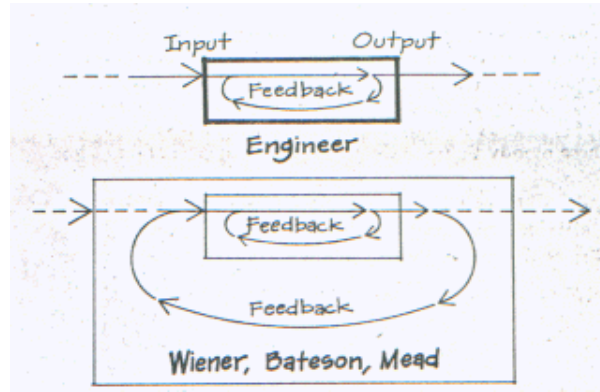 Input Output
Feedback
Engineer
Feedback
Feedback
Wiener, Bateson, Mead